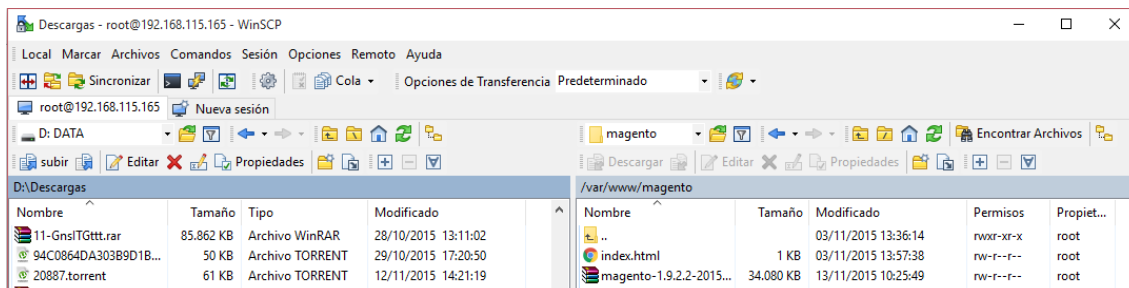 Descargas - root@192.168.115.165 - WinSCP
Local Marcar Archivos Comandos Sesión Opciones Remoto Ayuda
Sincronizar Cola Opciones de Transferencia Predeterminado
root@192.168.115.165 Nueva sesión
D: DATA magento Encontrar Archivos
subir Editar Propiedades Descargar Editar Propiedades
D:\Descargas /var/www/magento
Nombre Tamaño Tipo Modificado Nombre Tamaño Modificado Permisos Propiet...
11-GnsITGttt.rar 85.862 KB Archivo WinRAR 28/10/2015 13:11:02 .. 03/11/2015 13:36:14 rwxr-xr-x root
94C0864DA303B9D1B... 50 KB Archivo TORRENT 29/10/2015 17:20:50 index.html 1 KB 03/11/2015 13:57:38 rw-r--r-- root
20887.torrent 61 KB Archivo TORRENT 12/11/2015 14:21:19 magento-1.9.2.2-2015... 34.080 KB 13/11/2015 10:25:49 rw-r--r-- root